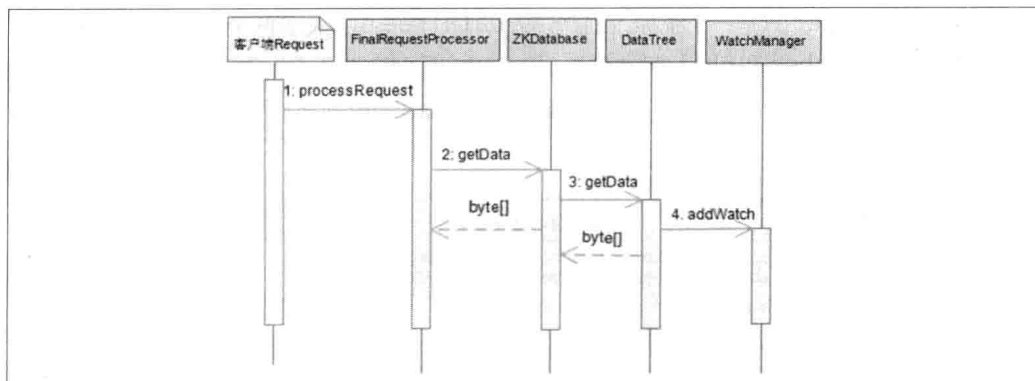 客户端Request
FinalRequestProcessor
ZKDatabase
DataTree
WatchManager
1: processRequest
2: getData
3: getData
byte[]
4. addWatch
byte[]